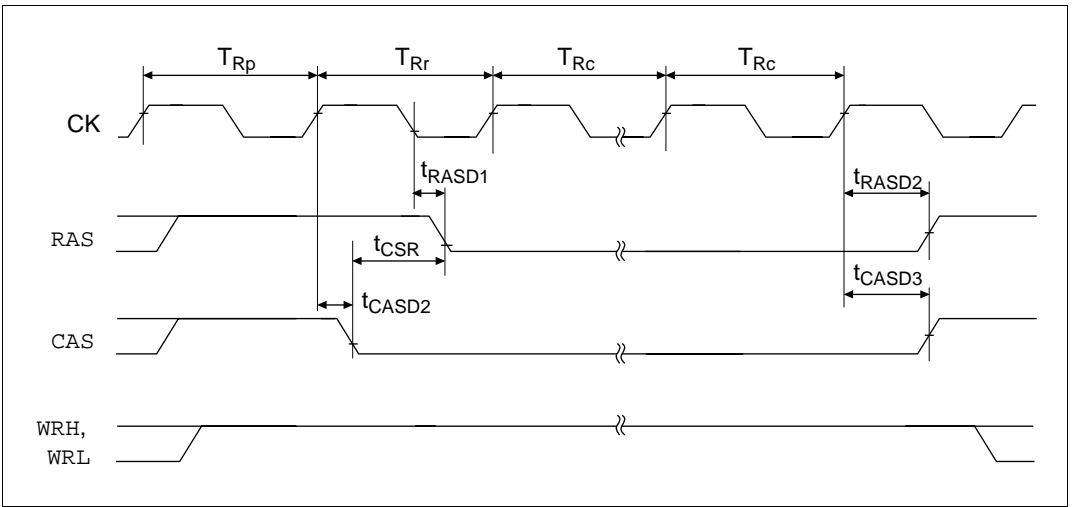 TRp TRr TRc TRc
CK
tRASD1 tRASD2
RAS
tCSR
tCASD3
tCASD2
CAS
WRH,
WRL